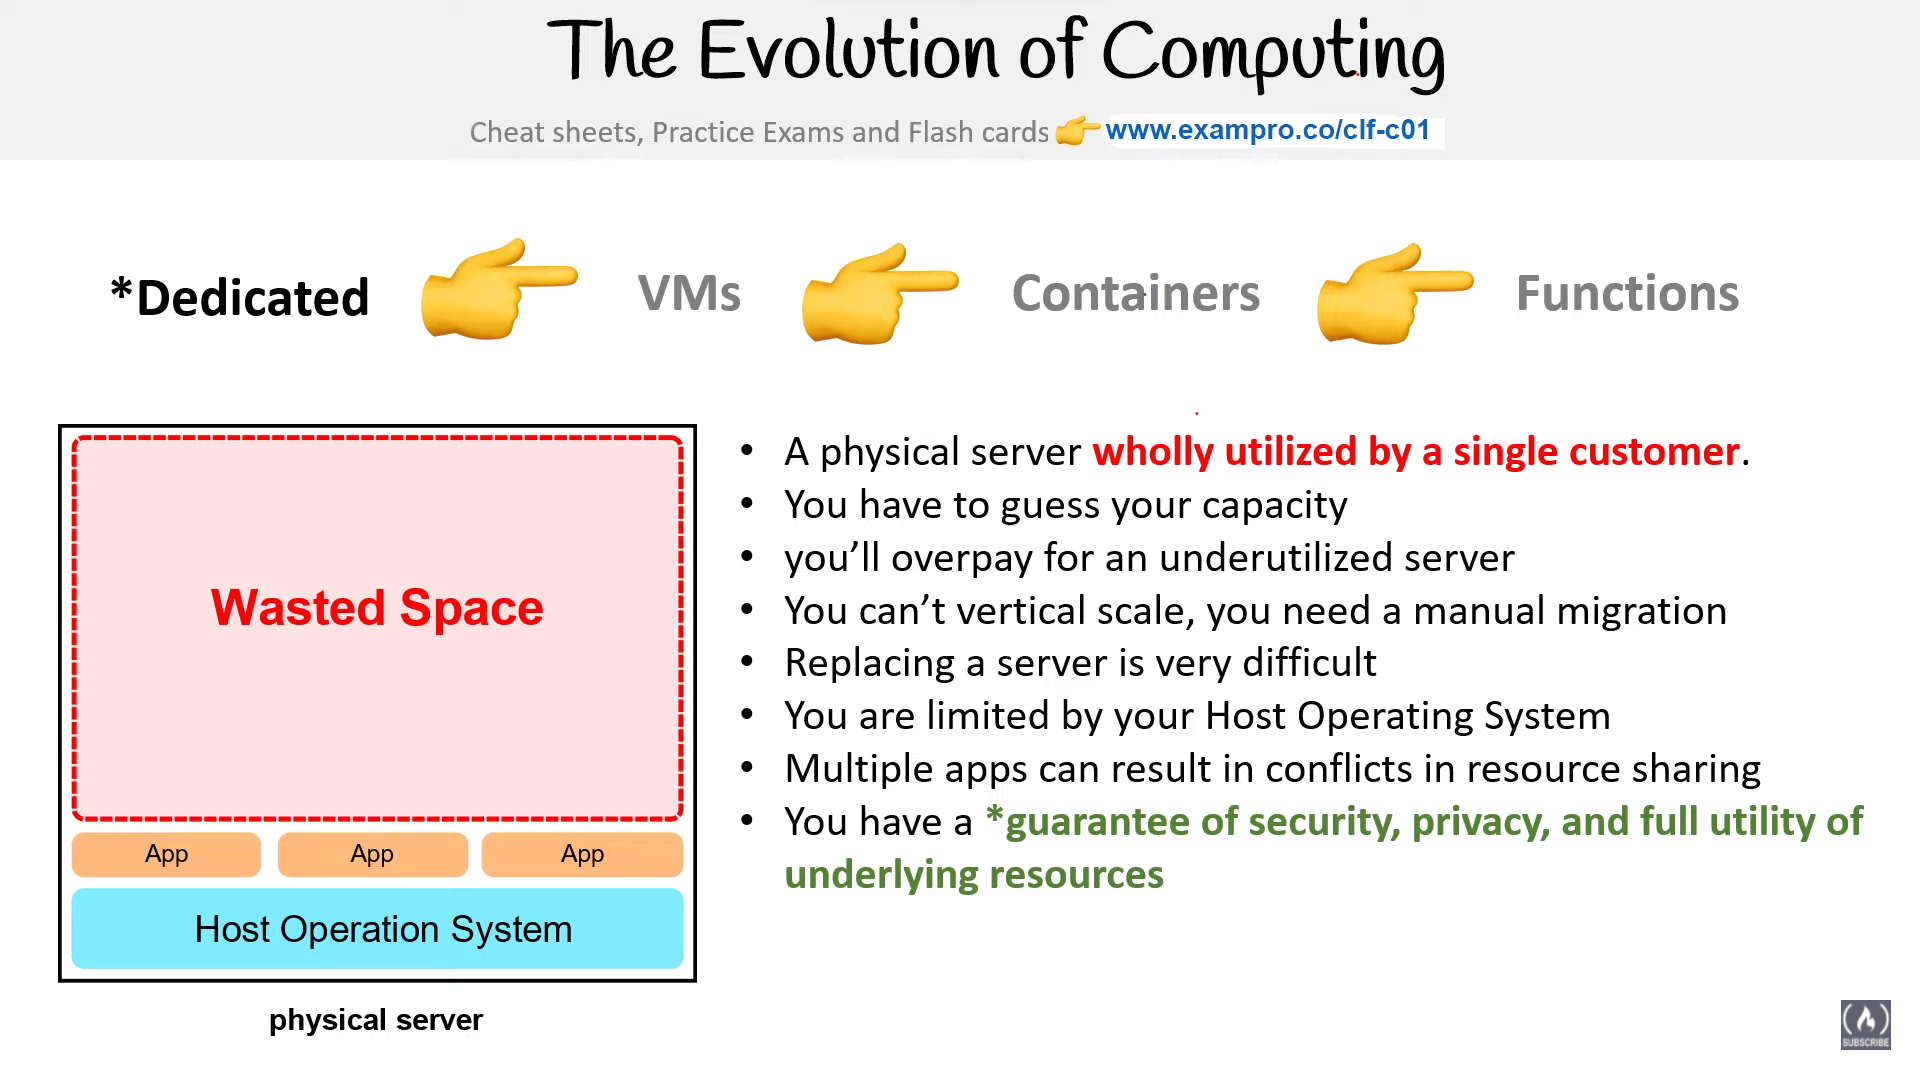 The Evolution of Computing
Cheat sheets, Practice Exams and Flash cards 👉 www.exampro.co/clf-c01
*Dedicated 👉 VMs 👉 Containers 👉 Functions
Wasted Space
App App App
Host Operation System
physical server
• A physical server wholly utilized by a single customer.
• You have to guess your capacity
• you’ll overpay for an underutilized server
• You can’t vertical scale, you need a manual migration
• Replacing a server is very difficult
• You are limited by your Host Operating System
• Multiple apps can result in conflicts in resource sharing
• You have a *guarantee of security, privacy, and full utility of
underlying resources
SUBSCRIBE